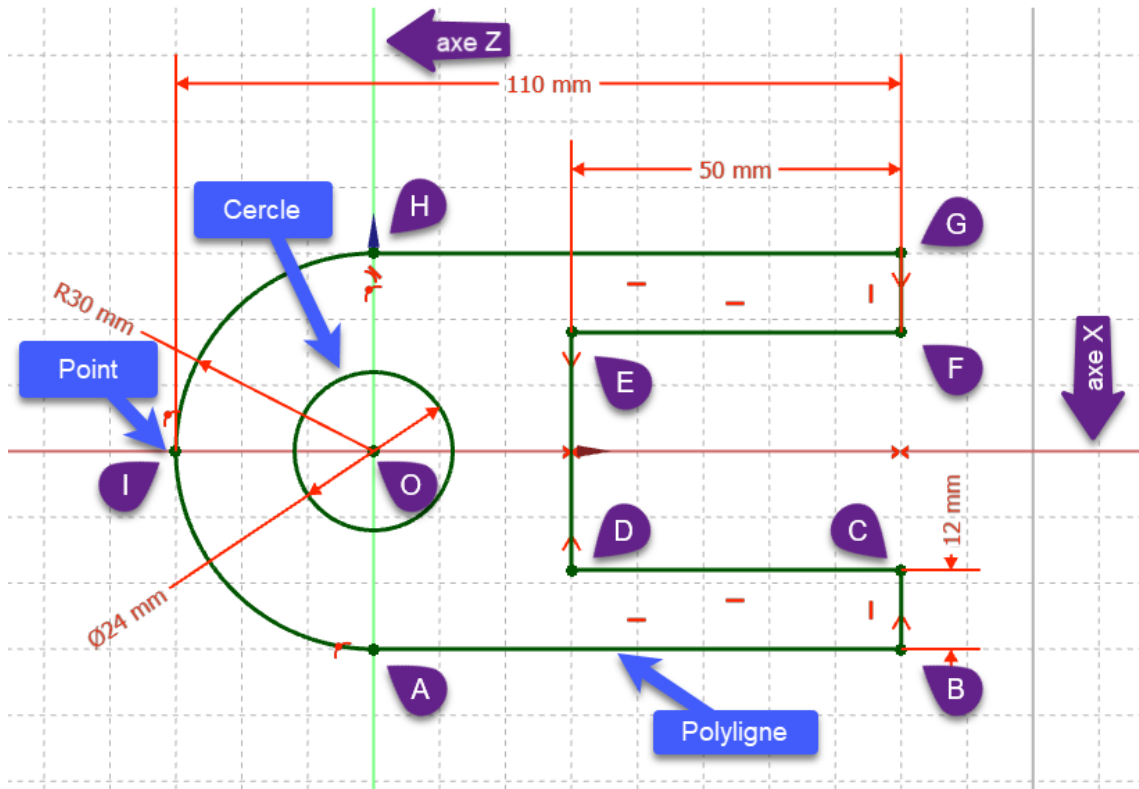 axe Z
110 mm
50 mm
Cercle
H
G
R30 mm
Point
axe X
E
F
I
O
D
C
12 mm
Ø24 mm
A
B
Polyligne